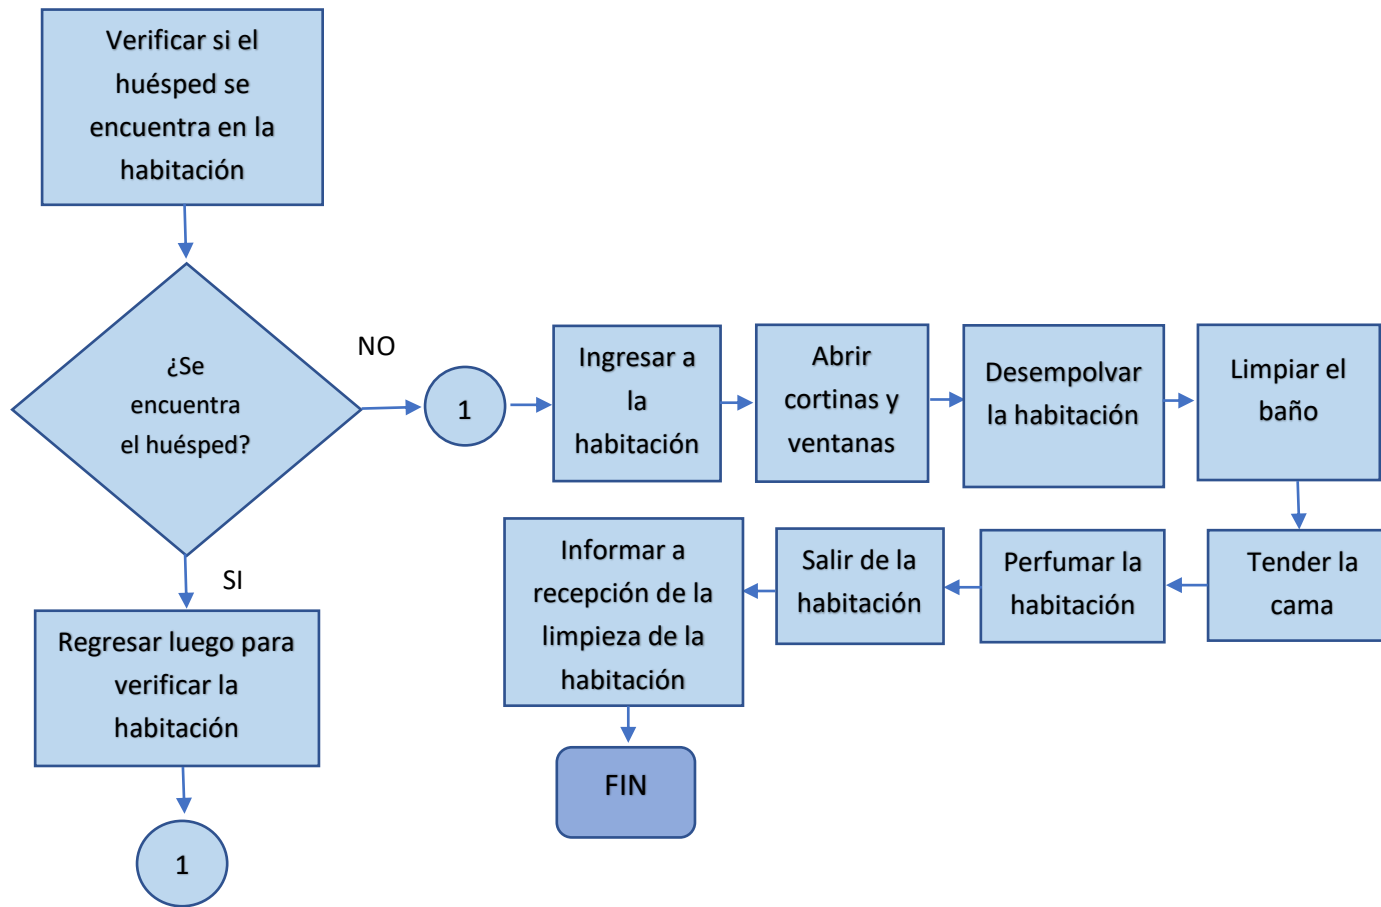 Verificar si el
huésped se
encuentra en la
habitación
¿Se
encuentra
el huésped?
NO
1
Ingresar a
la
habitación
Abrir
cortinas y
ventanas
Desempolvar
la habitación
Limpiar el
baño
Tender la
cama
Perfumar la
habitación
Salir de la
habitación
Informar a
recepción de la
limpieza de la
habitación
FIN
SI
Regresar luego para
verificar la
habitación
1